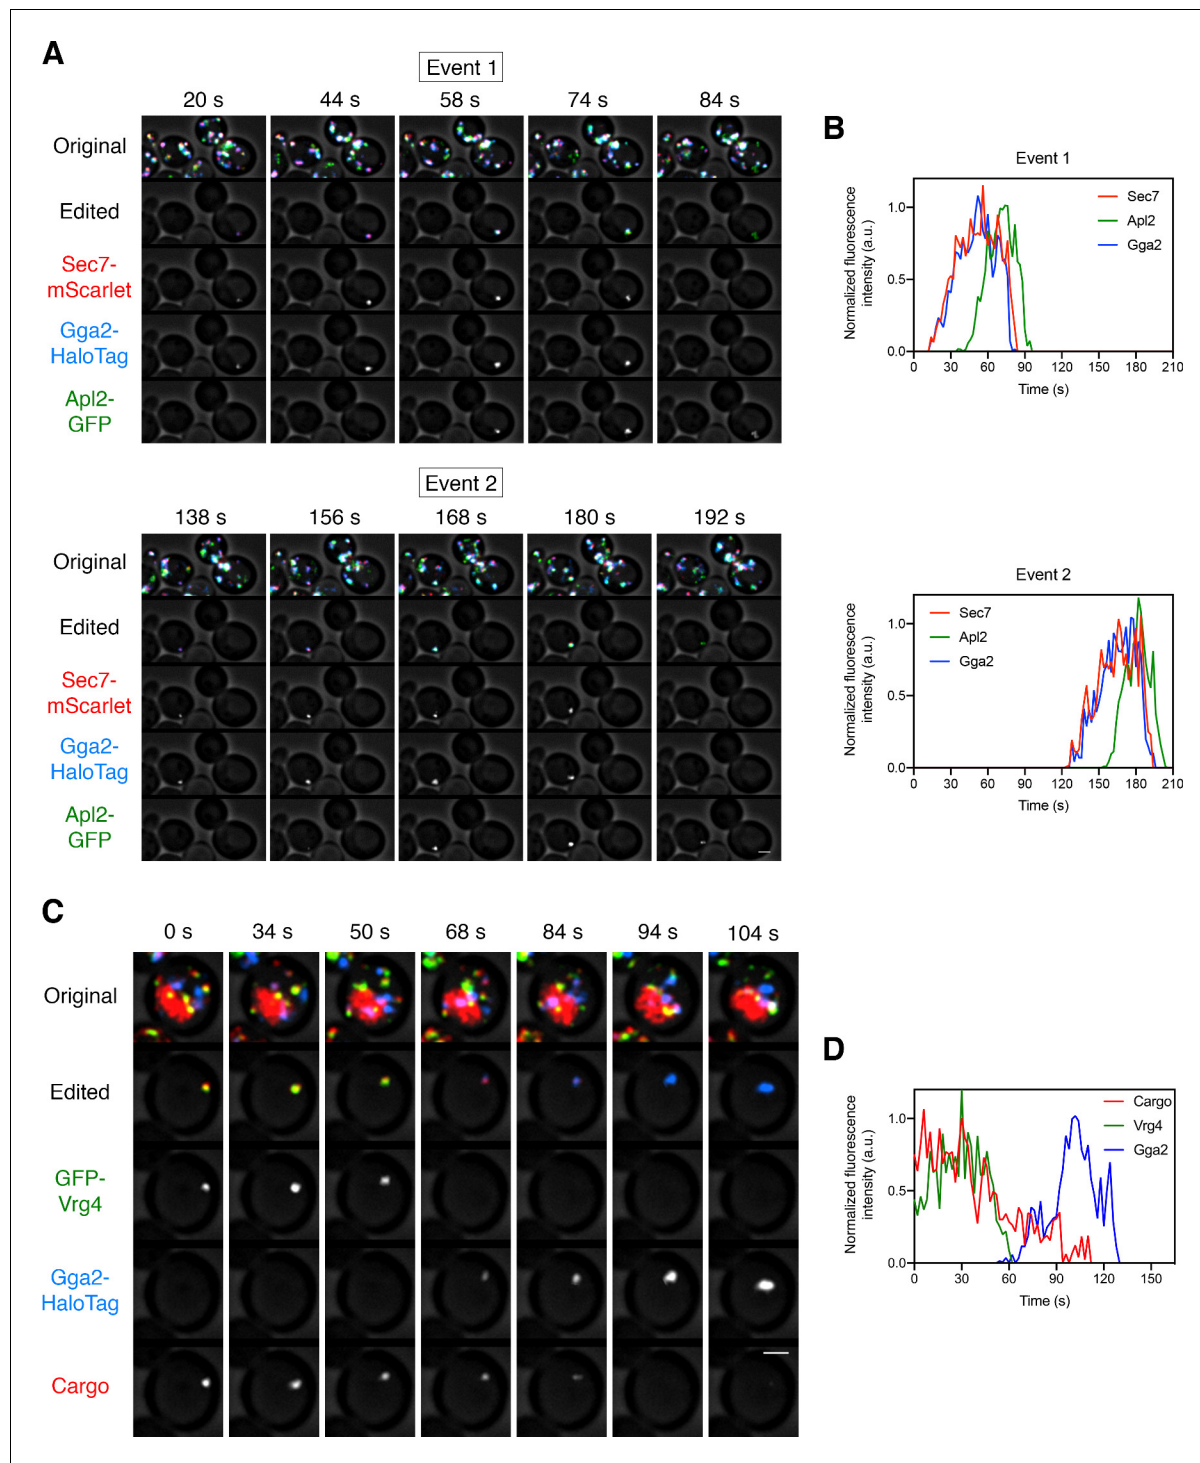 A
Event 1
20 s 44 s 58 s 74 s 84 s
Original
Edited
Sec7-
mScarlet
Gga2-
HaloTag
Apl2-
GFP
B
Event 1
Normalized fluorescence
intensity (a.u.)
1.0
0.5
0.0
Sec7
Apl2
Gga2
0 30 60 90 120 150 180 210
Time (s)
Event 2
138 s 156 s 168 s 180 s 192 s
Original
Edited
Sec7-
mScarlet
Gga2-
HaloTag
Apl2-
GFP
Event 2
Normalized fluorescence
intensity (a.u.)
1.0
0.5
0.0
Sec7
Apl2
Gga2
0 30 60 90 120 150 180 210
Time (s)
C
0 s 34 s 50 s 68 s 84 s 94 s 104 s
Original
Edited
GFP-
Vrg4
Gga2-
HaloTag
Cargo
D
Normalized fluorescence
intensity (a.u.)
1.0
0.5
0.0
Cargo
Vrg4
Gga2
0 30 60 90 120 150
Time (s)